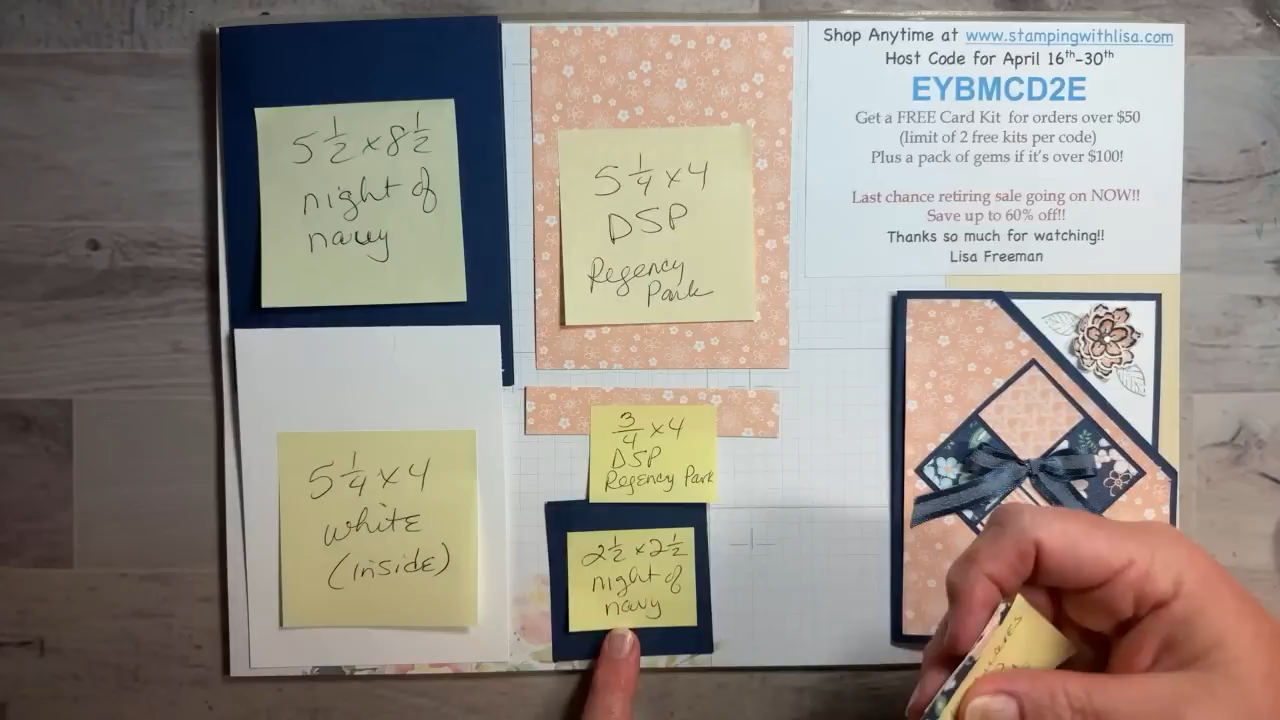 5 1/2 x 8 1/2
night of
navy
5 1/4 x 4
DSP
Regency
Park
Shop Anytime at www.stampingwithlisa.com
Host Code for April 16th-30th
EYBMCD2E
Get a FREE Card Kit for orders over $50
(limit of 2 free kits per code)
Plus a pack of gems if it's over $100!
Last chance retiring sale going on NOW!!
Save up to 60% off!!
Thanks so much for watching!!
Lisa Freeman
5 1/4 x 4
white
(inside)
3/4 x 4
DSP
Regency Park
2 1/2 x 2 1/2
night of
navy